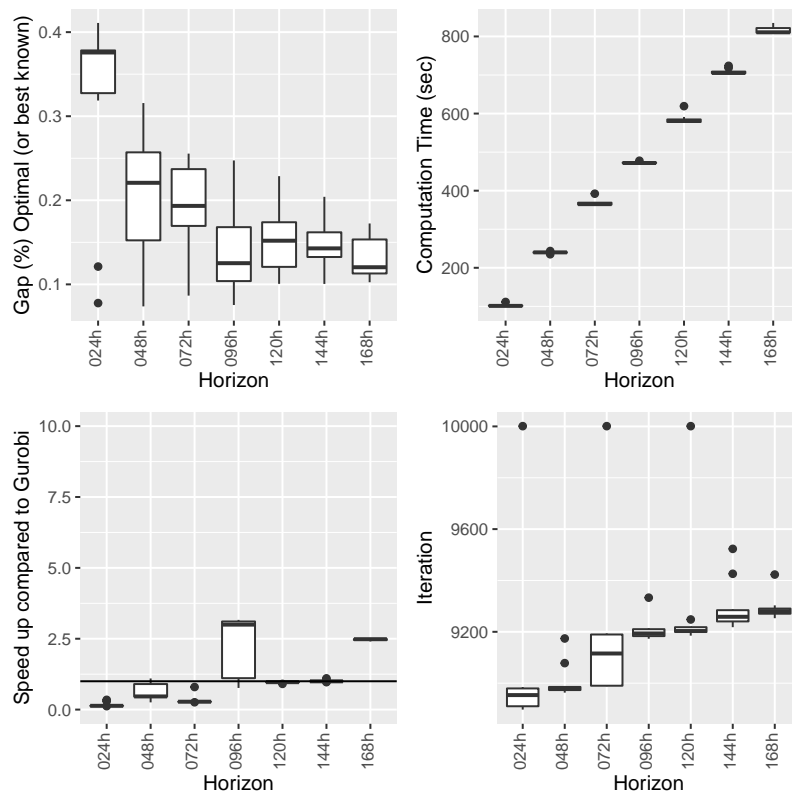 Gap (%) Optimal (or best known)
0.4
0.3
0.2
0.1
024h
048h
072h
096h
120h
144h
168h
Horizon
Computation Time (sec)
800
600
400
200
024h
048h
072h
096h
120h
144h
168h
Horizon
Speed up compared to Gurobi
10.0
7.5
5.0
2.5
0.0
024h
048h
072h
096h
120h
144h
168h
Horizon
Iteration
10000
9600
9200
024h
048h
072h
096h
120h
144h
168h
Horizon